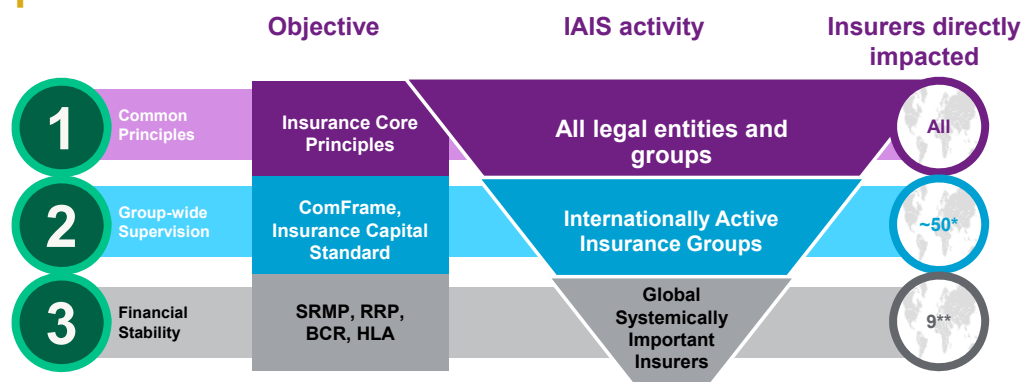 Objective
IAIS activity
Insurers directly
impacted
1
Common
Principles
Insurance Core
Principles
All legal entities and
groups
All
2
Group-wide
Supervision
ComFrame,
Insurance Capital
Standard
Internationally Active
Insurance Groups
~50*
3
Financial
Stability
SRMP, RRP,
BCR, HLA
Global
Systemically
Important
Insurers
9**